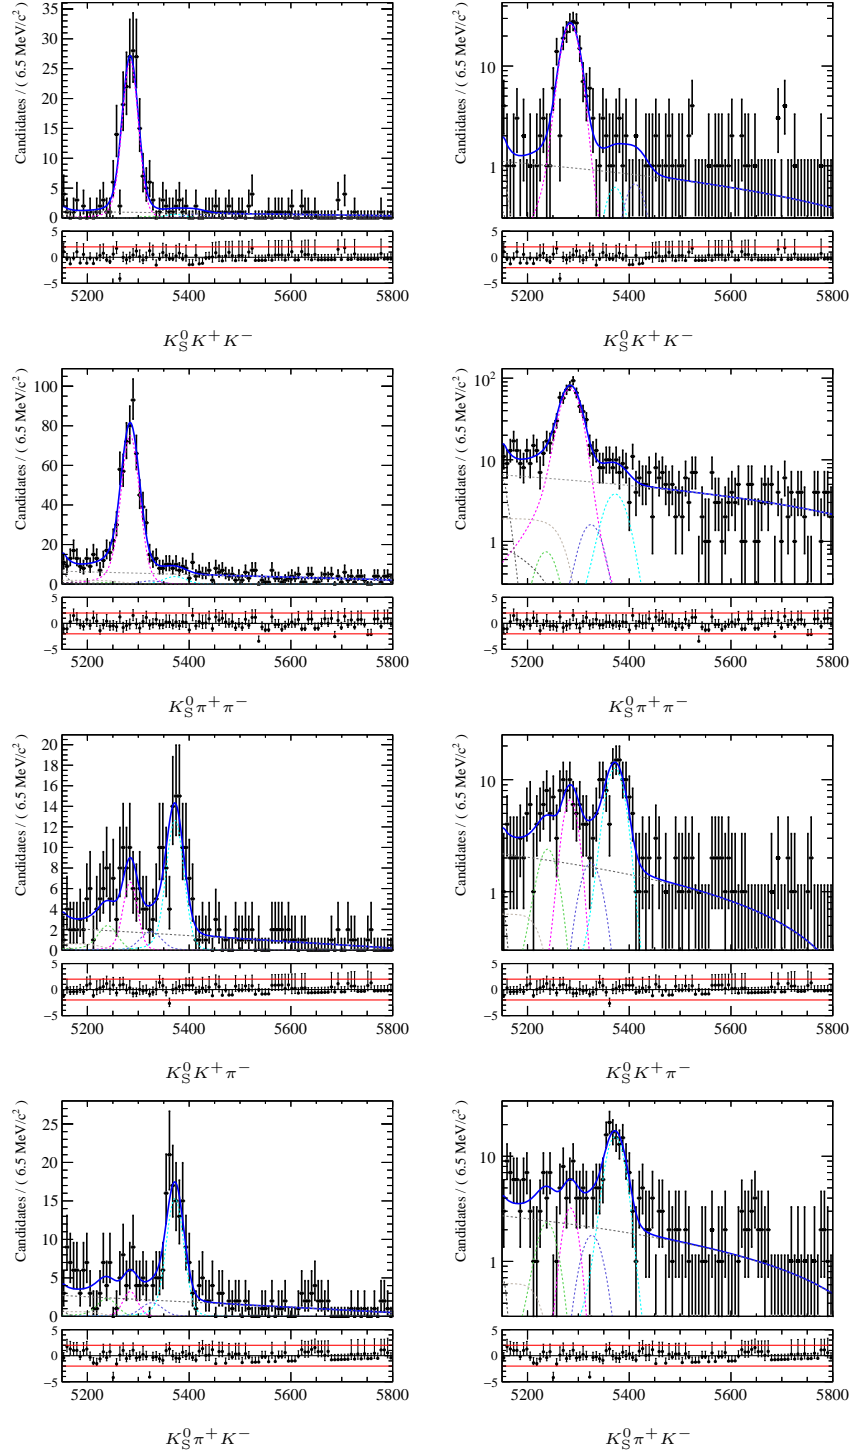 Candidates / ( 6.5 MeV/c² )
35
30
25
20
15
10
5
0
5
0
−5
5200 5400 5600 5800
K⁰_S K⁺ K⁻
Candidates / ( 6.5 MeV/c² )
10
1
5
0
−5
5200 5400 5600 5800
K⁰_S K⁺ K⁻
Candidates / ( 6.5 MeV/c² )
100
80
60
40
20
0
5
0
−5
5200 5400 5600 5800
K⁰_S π⁺ π⁻
Candidates / ( 6.5 MeV/c² )
10²
10
1
5
0
−5
5200 5400 5600 5800
K⁰_S π⁺ π⁻
Candidates / ( 6.5 MeV/c² )
20
18
16
14
12
10
8
6
4
2
0
5
0
−5
5200 5400 5600 5800
K⁰_S K⁺ π⁻
Candidates / ( 6.5 MeV/c² )
10
1
5
0
−5
5200 5400 5600 5800
K⁰_S K⁺ π⁻
Candidates / ( 6.5 MeV/c² )
25
20
15
10
5
0
5
0
−5
5200 5400 5600 5800
K⁰_S π⁺ K⁻
Candidates / ( 6.5 MeV/c² )
10
1
5
0
−5
5200 5400 5600 5800
K⁰_S π⁺ K⁻